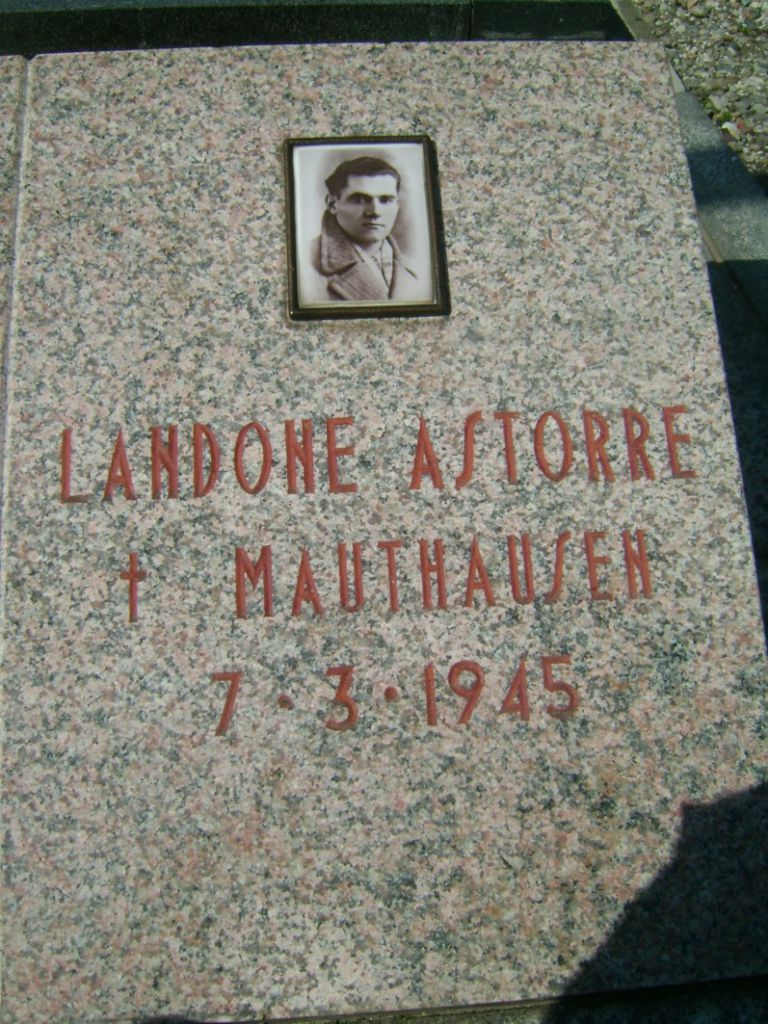 LANDONE ASTORRE
† MAUTHAUSEN
7·3·1945